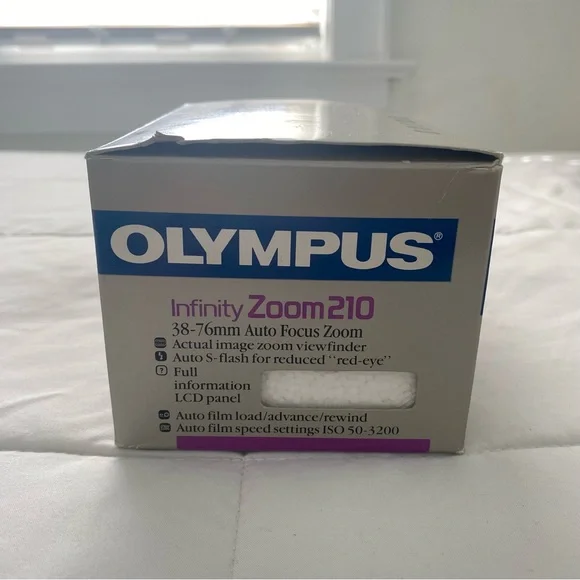 OLYMPUS®
Infinity Zoom 210
38-76mm Auto Focus Zoom
Actual image zoom viewfinder
Auto S-flash for reduced "red-eye"
Full
information
LCD panel
Auto film load/advance/rewind
Auto film speed settings ISO 50-3200